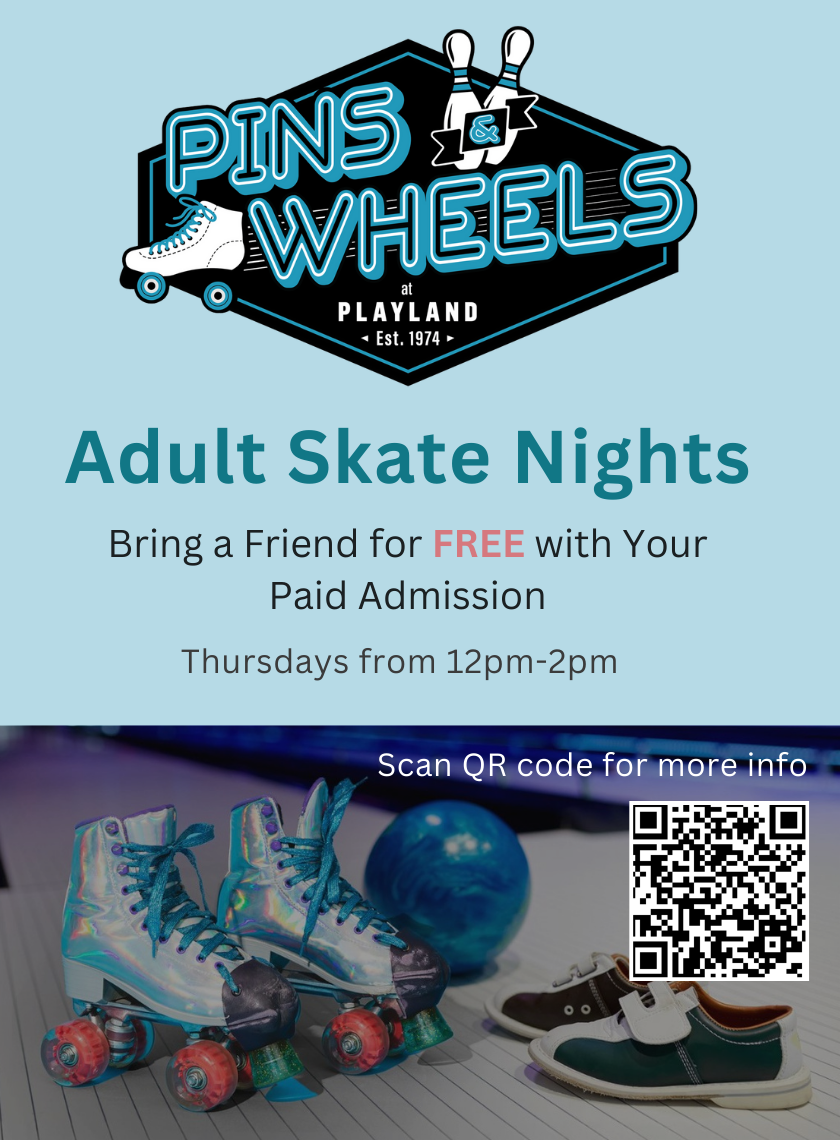 PINS
&
WHEELS
at
PLAYLAND
Est. 1974
Adult Skate Nights
Bring a Friend for FREE with Your
Paid Admission
Thursdays from 12pm-2pm
Scan QR code for more info